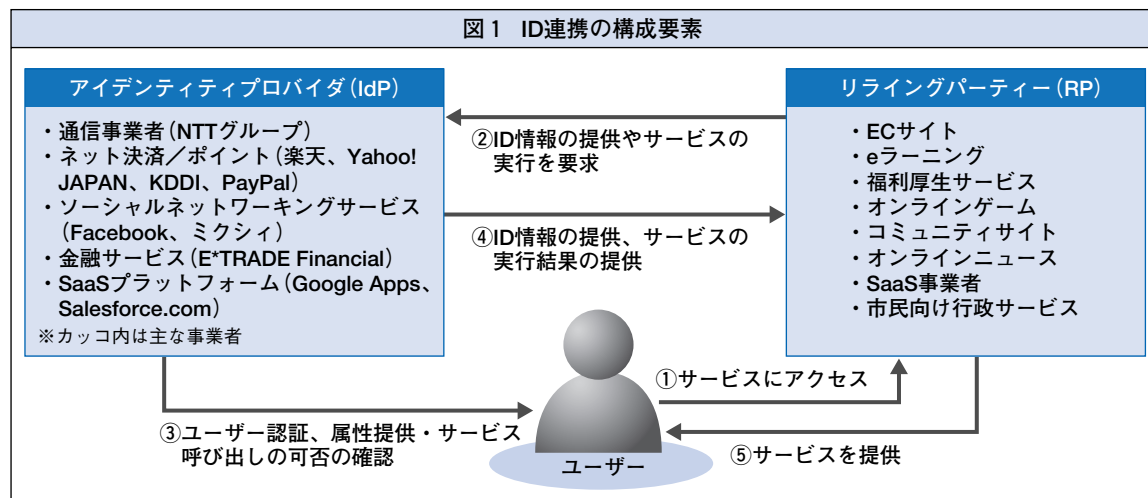 図1 ID連携の構成要素
アイデンティティプロバイダ(IdP)
・通信事業者(NTTグループ)
・ネット決済／ポイント(楽天、Yahoo!
JAPAN、KDDI、PayPal)
・ソーシャルネットワーキングサービス
(Facebook、ミクシィ)
・金融サービス(E*TRADE Financial)
・SaaSプラットフォーム(Google Apps、
Salesforce.com)
※カッコ内は主な事業者
②ID情報の提供やサービスの
実行を要求
④ID情報の提供、サービスの
実行結果の提供
リライングパーティー(RP)
・ECサイト
・eラーニング
・福利厚生サービス
・オンラインゲーム
・コミュニティサイト
・オンラインニュース
・SaaS事業者
・市民向け行政サービス
①サービスにアクセス
③ユーザー認証、属性提供・サービス
呼び出しの可否の確認
ユーザー
⑤サービスを提供